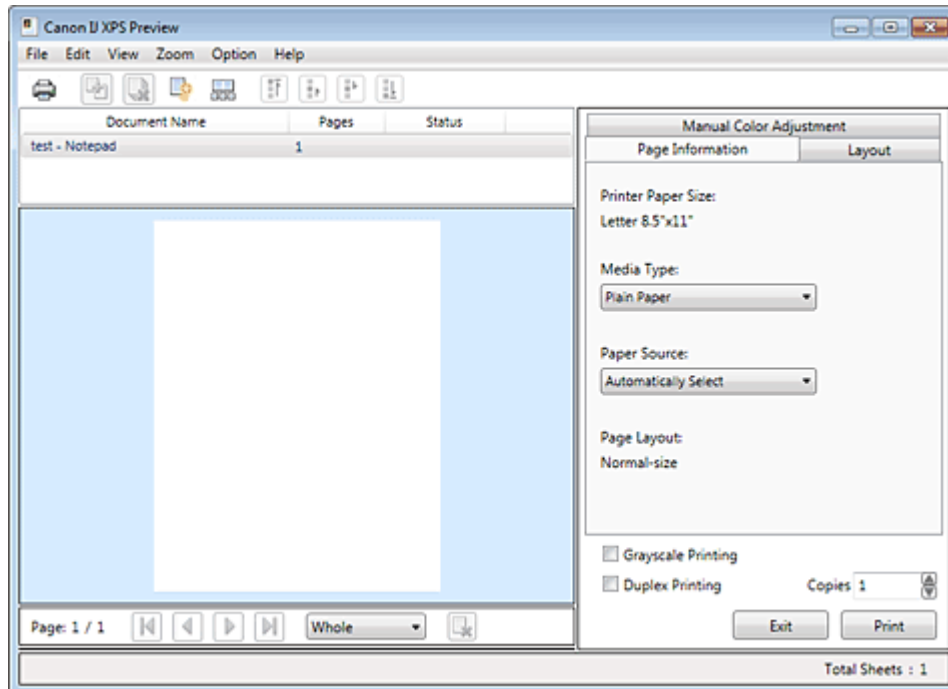 Canon IJ XPS Preview
File Edit View Zoom Option Help
Document Name Pages Status
test - Notepad 1
Manual Color Adjustment
Page Information Layout
Printer Paper Size:
Letter 8.5"x11"
Media Type:
Plain Paper
Paper Source:
Automatically Select
Page Layout:
Normal-size
Grayscale Printing
Duplex Printing Copies 1
Page: 1 / 1 Whole
Exit Print
Total Sheets : 1